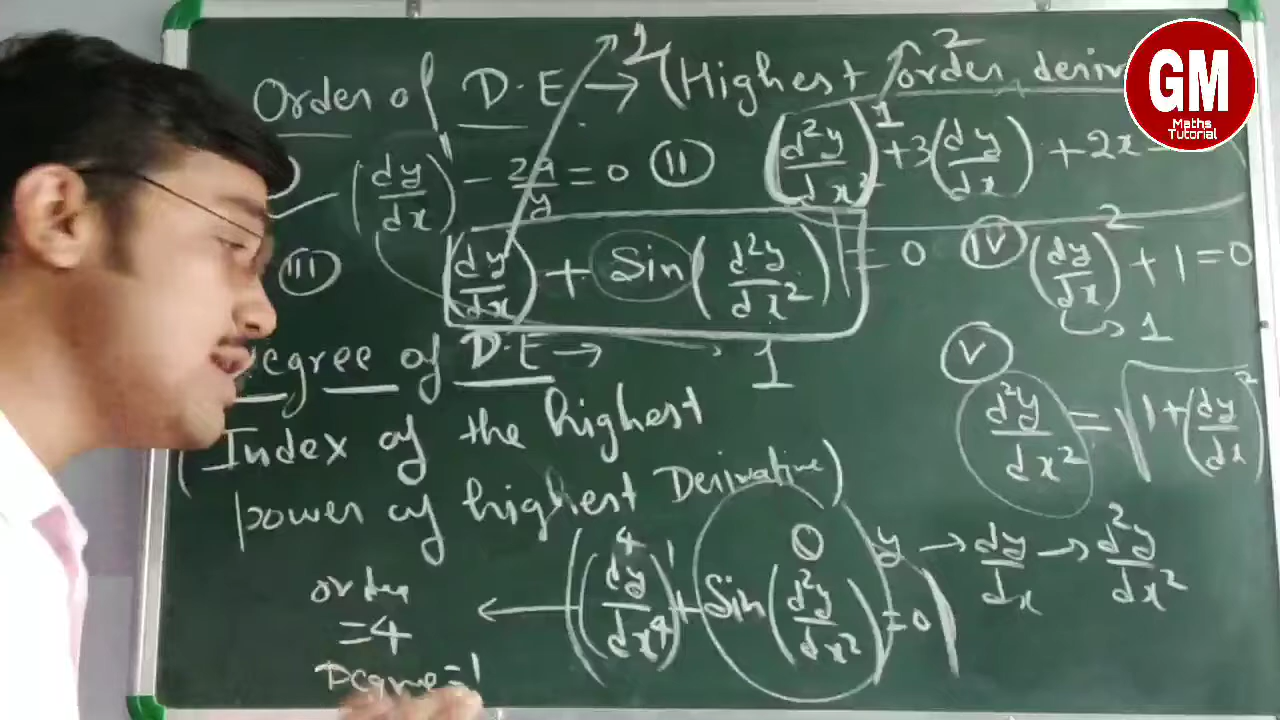 Order of D.E → 2 (Highest order deriv
(dy/dx)¹ - 2x/y = 0 (II) (d²y/dx²)¹ + 3(dy/dx) + 2x
(III) (dy/dx) + Sin(d²y/dx²) = 0 (IV) (dy/dx)² + 1 = 0
↳ 1
Degree of D.E → 1
(Index of the highest
power of highest Derivative)
(V) d²y/dx² = √1+(dy/dx)²
y → dy/dx → d²y/dx²
(d⁴y/dx⁴)¹ + Sin(d²y/dx²) = 0
order
=4
Degree=1
GM
Maths
Tutorial